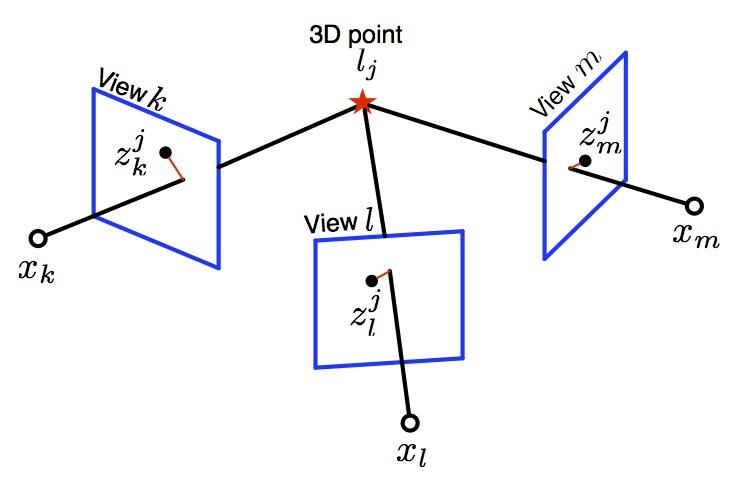 3D point
l_j
View k
View m
z_k^j
z_m^j
View l
x_k
x_m
z_l^j
x_l